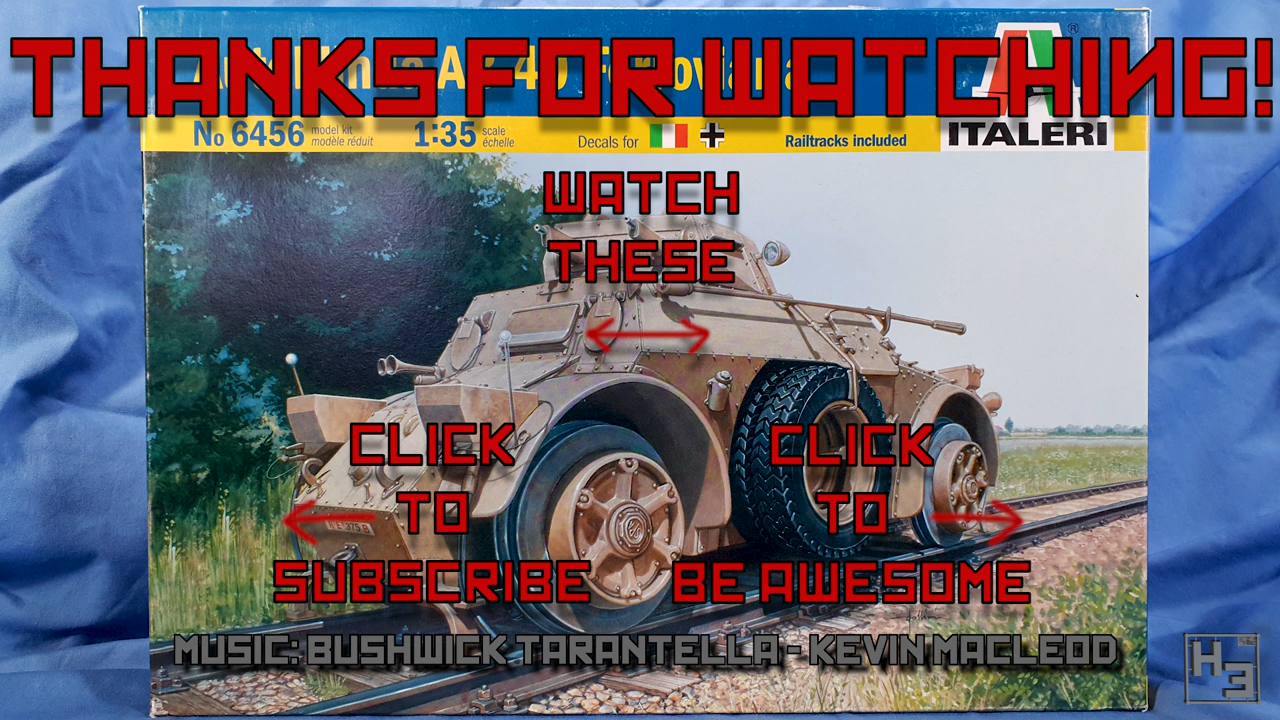 THANKS FOR WATCHING!
ITALERI
No 6456 model kit modèle réduit 1:35 scale échelle Decals for Railtracks included
WATCH
THESE
CLICK
TO
SUBSCRIBE
CLICK
TO
BE AWESOME
MUSIC: BUSHWICK TARANTELLA - KEVIN MACLEOD
H3